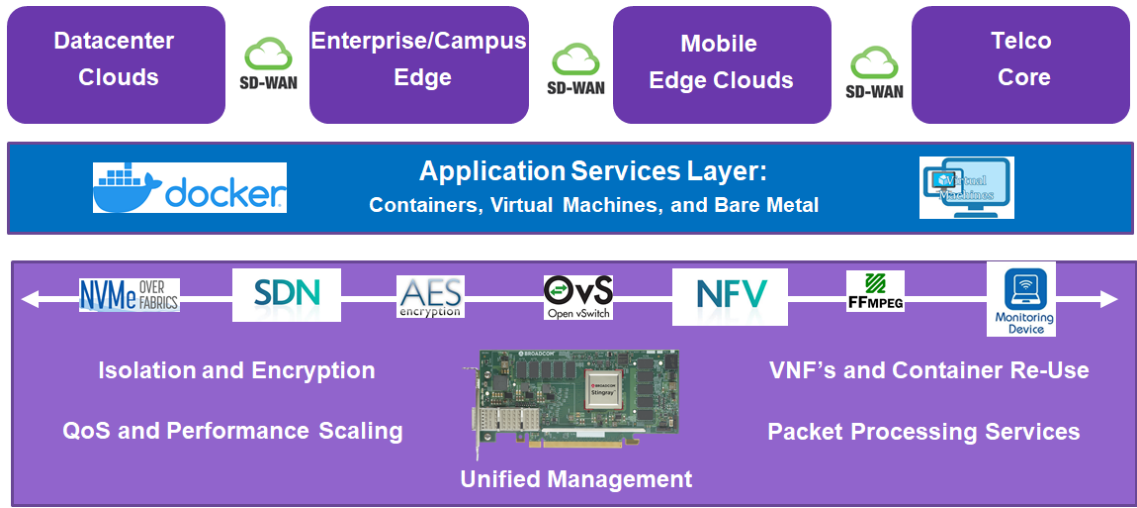 Datacenter
Clouds
SD-WAN
Enterprise/Campus
Edge
SD-WAN
Mobile
Edge Clouds
SD-WAN
Telco
Core
docker
Application Services Layer:
Containers, Virtual Machines, and Bare Metal
Virtual
Machines
NVMe OVER
FABRICS
SDN
AES
encryption
OvS
Open vSwitch
NFV
FFMPEG
Monitoring
Device
Isolation and Encryption
QoS and Performance Scaling
BROADCOM
BROADCOM
Stingray
VNF's and Container Re-Use
Packet Processing Services
Unified Management